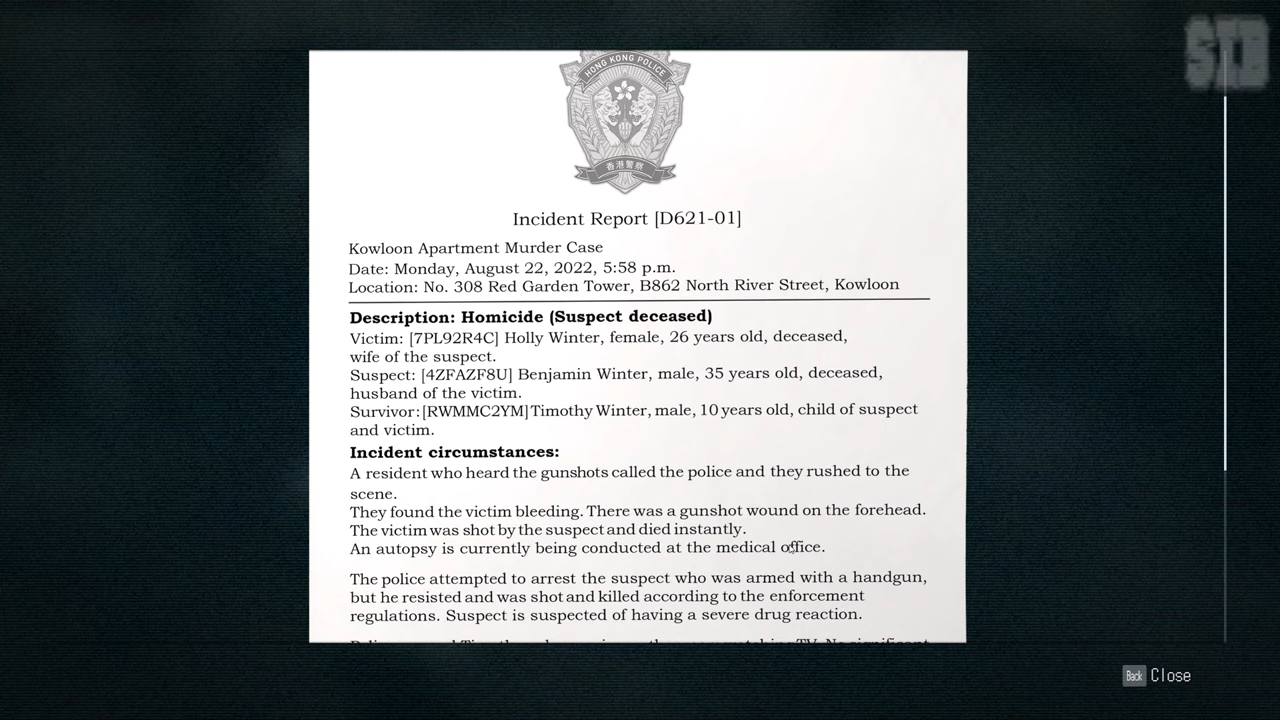 STB
HONG KONG POLICE
香港警察
Incident Report [D621-01]
Kowloon Apartment Murder Case
Date: Monday, August 22, 2022, 5:58 p.m.
Location: No. 308 Red Garden Tower, B862 North River Street, Kowloon
Description: Homicide (Suspect deceased)
Victim: [7PL92R4C] Holly Winter, female, 26 years old, deceased,
wife of the suspect.
Suspect: [4ZFAZF8U] Benjamin Winter, male, 35 years old, deceased,
husband of the victim.
Survivor: [RWMMC2YM] Timothy Winter, male, 10 years old, child of suspect
and victim.
Incident circumstances:
A resident who heard the gunshots called the police and they rushed to the
scene.
They found the victim bleeding. There was a gunshot wound on the forehead.
The victim was shot by the suspect and died instantly.
An autopsy is currently being conducted at the medical office.
The police attempted to arrest the suspect who was armed with a handgun,
but he resisted and was shot and killed according to the enforcement
regulations. Suspect is suspected of having a severe drug reaction.
Back Close